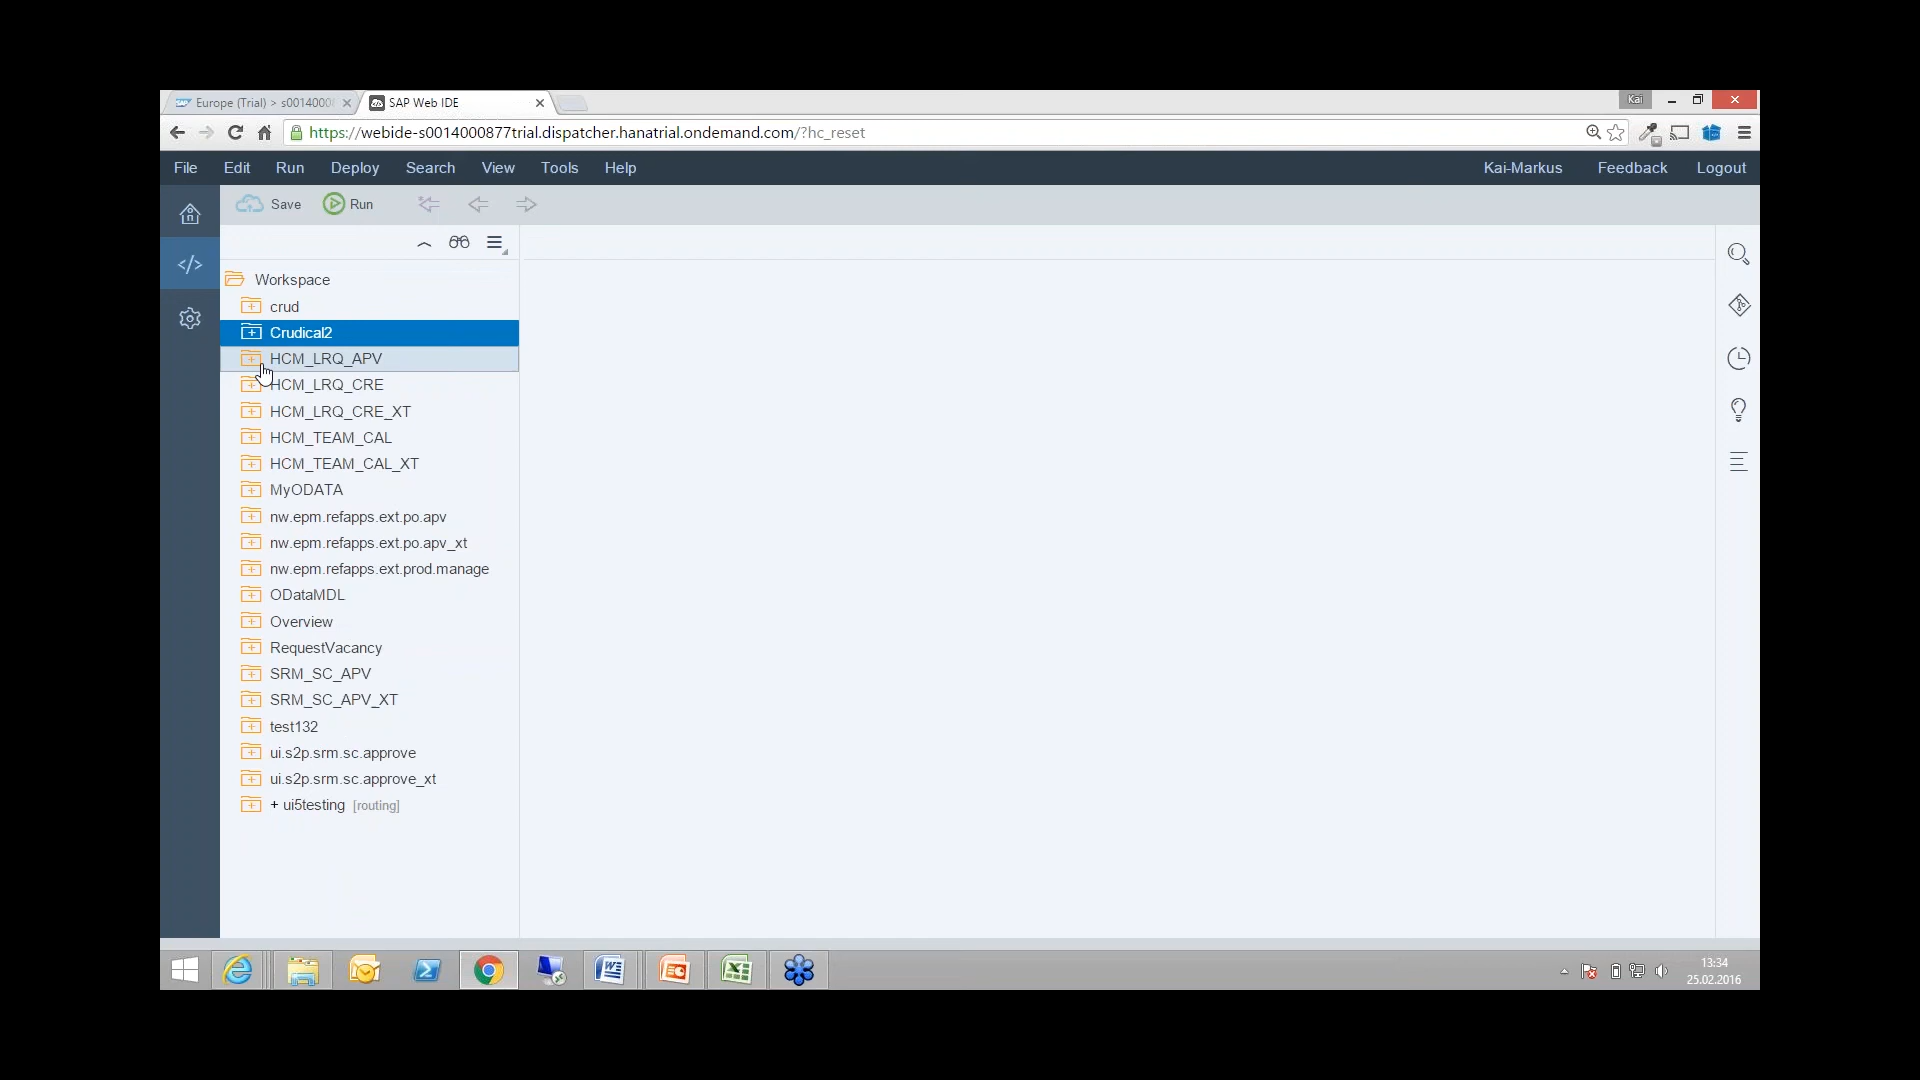 Europe (Trial) > s0014000
SAP Web IDE
Kai
https://webide-s0014000877trial.dispatcher.hanatrial.ondemand.com/?hc_reset
File Edit Run Deploy Search View Tools Help Kai-Markus Feedback Logout
Save Run
Workspace
crud
Crudical2
HCM_LRQ_APV
HCM_LRQ_CRE
HCM_LRQ_CRE_XT
HCM_TEAM_CAL
HCM_TEAM_CAL_XT
MyODATA
nw.epm.refapps.ext.po.apv
nw.epm.refapps.ext.po.apv_xt
nw.epm.refapps.ext.prod.manage
ODataMDL
Overview
RequestVacancy
SRM_SC_APV
SRM_SC_APV_XT
test132
ui.s2p.srm.sc.approve
ui.s2p.srm.sc.approve_xt
+ ui5testing [routing]
13:34
25.02.2016